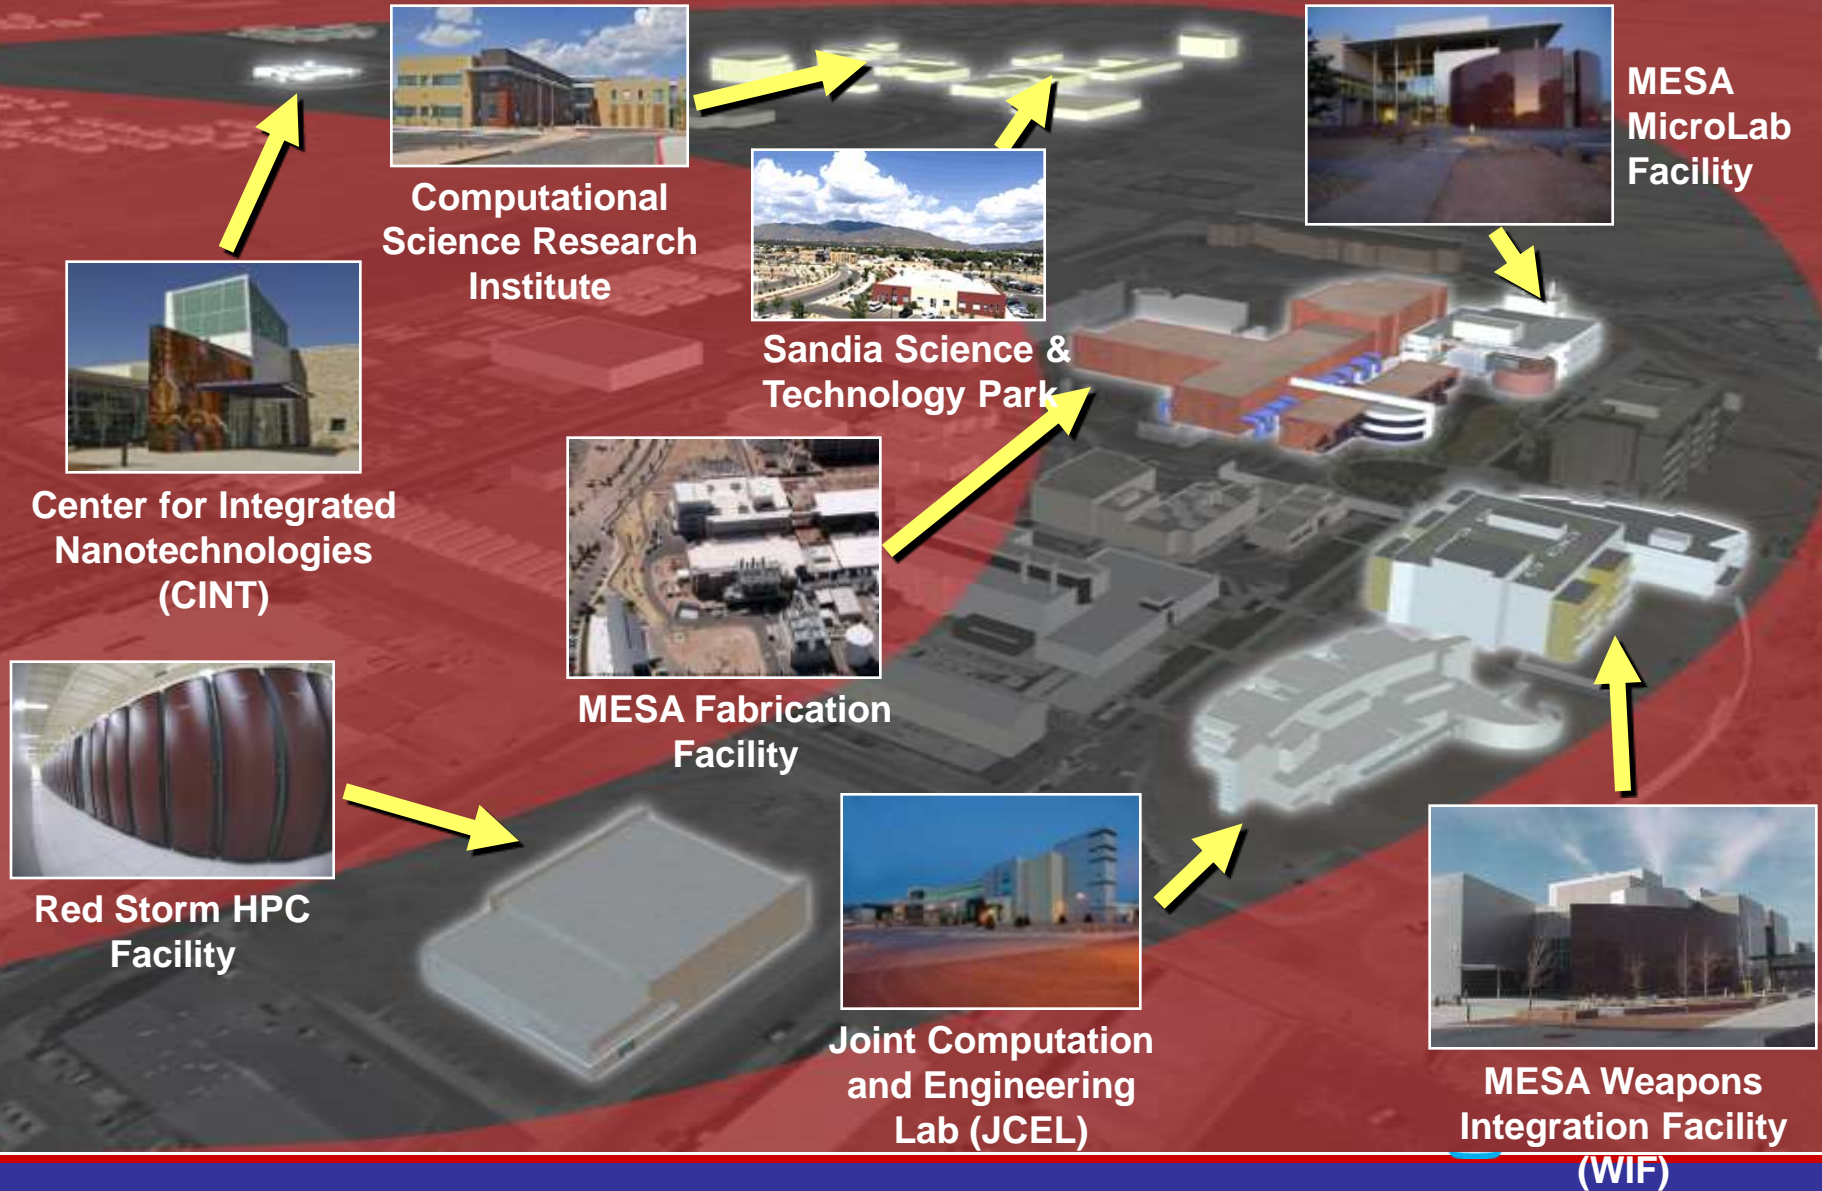 Computational
Science Research
Institute
MESA
MicroLab
Facility
Sandia Science &
Technology Park
Center for Integrated
Nanotechnologies
(CINT)
MESA Fabrication
Facility
Red Storm HPC
Facility
Joint Computation
and Engineering
Lab (JCEL)
MESA Weapons
Integration Facility
(WIF)